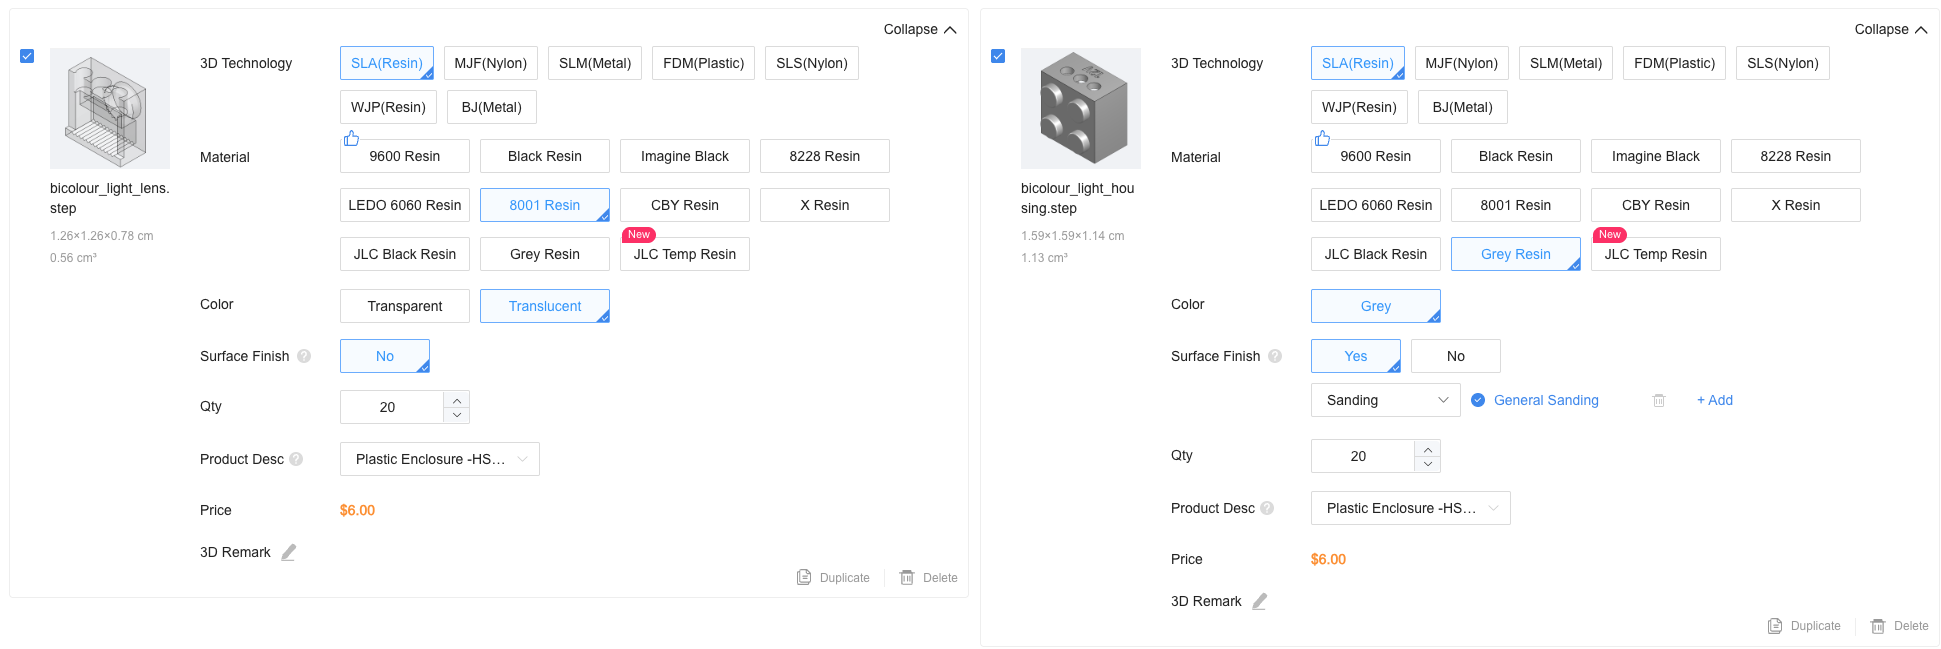 Collapse
3D Technology
SLA(Resin) MJF(Nylon) SLM(Metal) FDM(Plastic) SLS(Nylon)
WJP(Resin) BJ(Metal)
bicolour_light_lens.
step
1.26×1.26×0.78 cm
0.56 cm³
Material
9600 Resin Black Resin Imagine Black 8228 Resin
LEDO 6060 Resin 8001 Resin CBY Resin X Resin
New
JLC Black Resin Grey Resin JLC Temp Resin
Color Transparent Translucent
Surface Finish ? No
Qty 20
Product Desc ? Plastic Enclosure -HS...
Price $6.00
3D Remark
Duplicate Delete
Collapse
3D Technology
SLA(Resin) MJF(Nylon) SLM(Metal) FDM(Plastic) SLS(Nylon)
WJP(Resin) BJ(Metal)
bicolour_light_hou
sing.step
1.59×1.59×1.14 cm
1.13 cm³
Material
9600 Resin Black Resin Imagine Black 8228 Resin
LEDO 6060 Resin 8001 Resin CBY Resin X Resin
New
JLC Black Resin Grey Resin JLC Temp Resin
Color Grey
Surface Finish ? Yes No
Sanding General Sanding + Add
Qty 20
Product Desc ? Plastic Enclosure -HS...
Price $6.00
3D Remark
Duplicate Delete